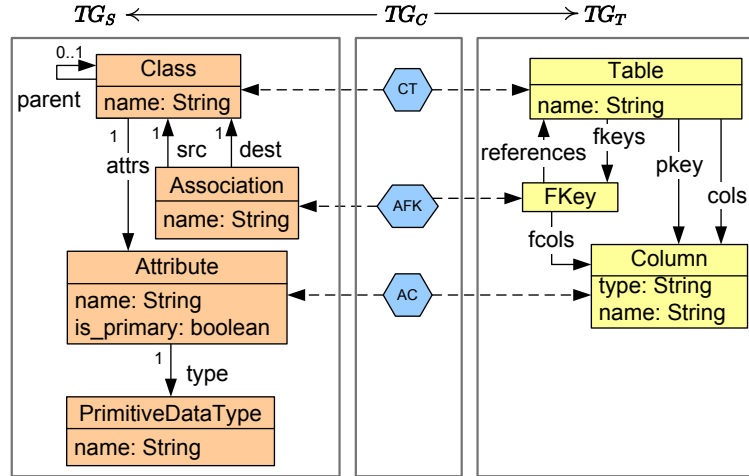 TG_S TG_C TG_T
0..1
Class
name: String
parent
1
attrs
1
src
1
dest
Association
name: String
Attribute
name: String
is_primary: boolean
1
type
PrimitiveDataType
name: String
CT
AFK
AC
Table
name: String
references
fkeys
pkey
cols
FKey
fcols
Column
type: String
name: String